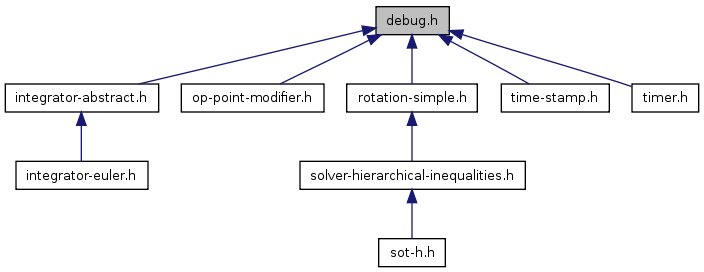 debug.h
integrator-abstract.h
op-point-modifier.h
rotation-simple.h
time-stamp.h
timer.h
integrator-euler.h
solver-hierarchical-inequalities.h
sot-h.h